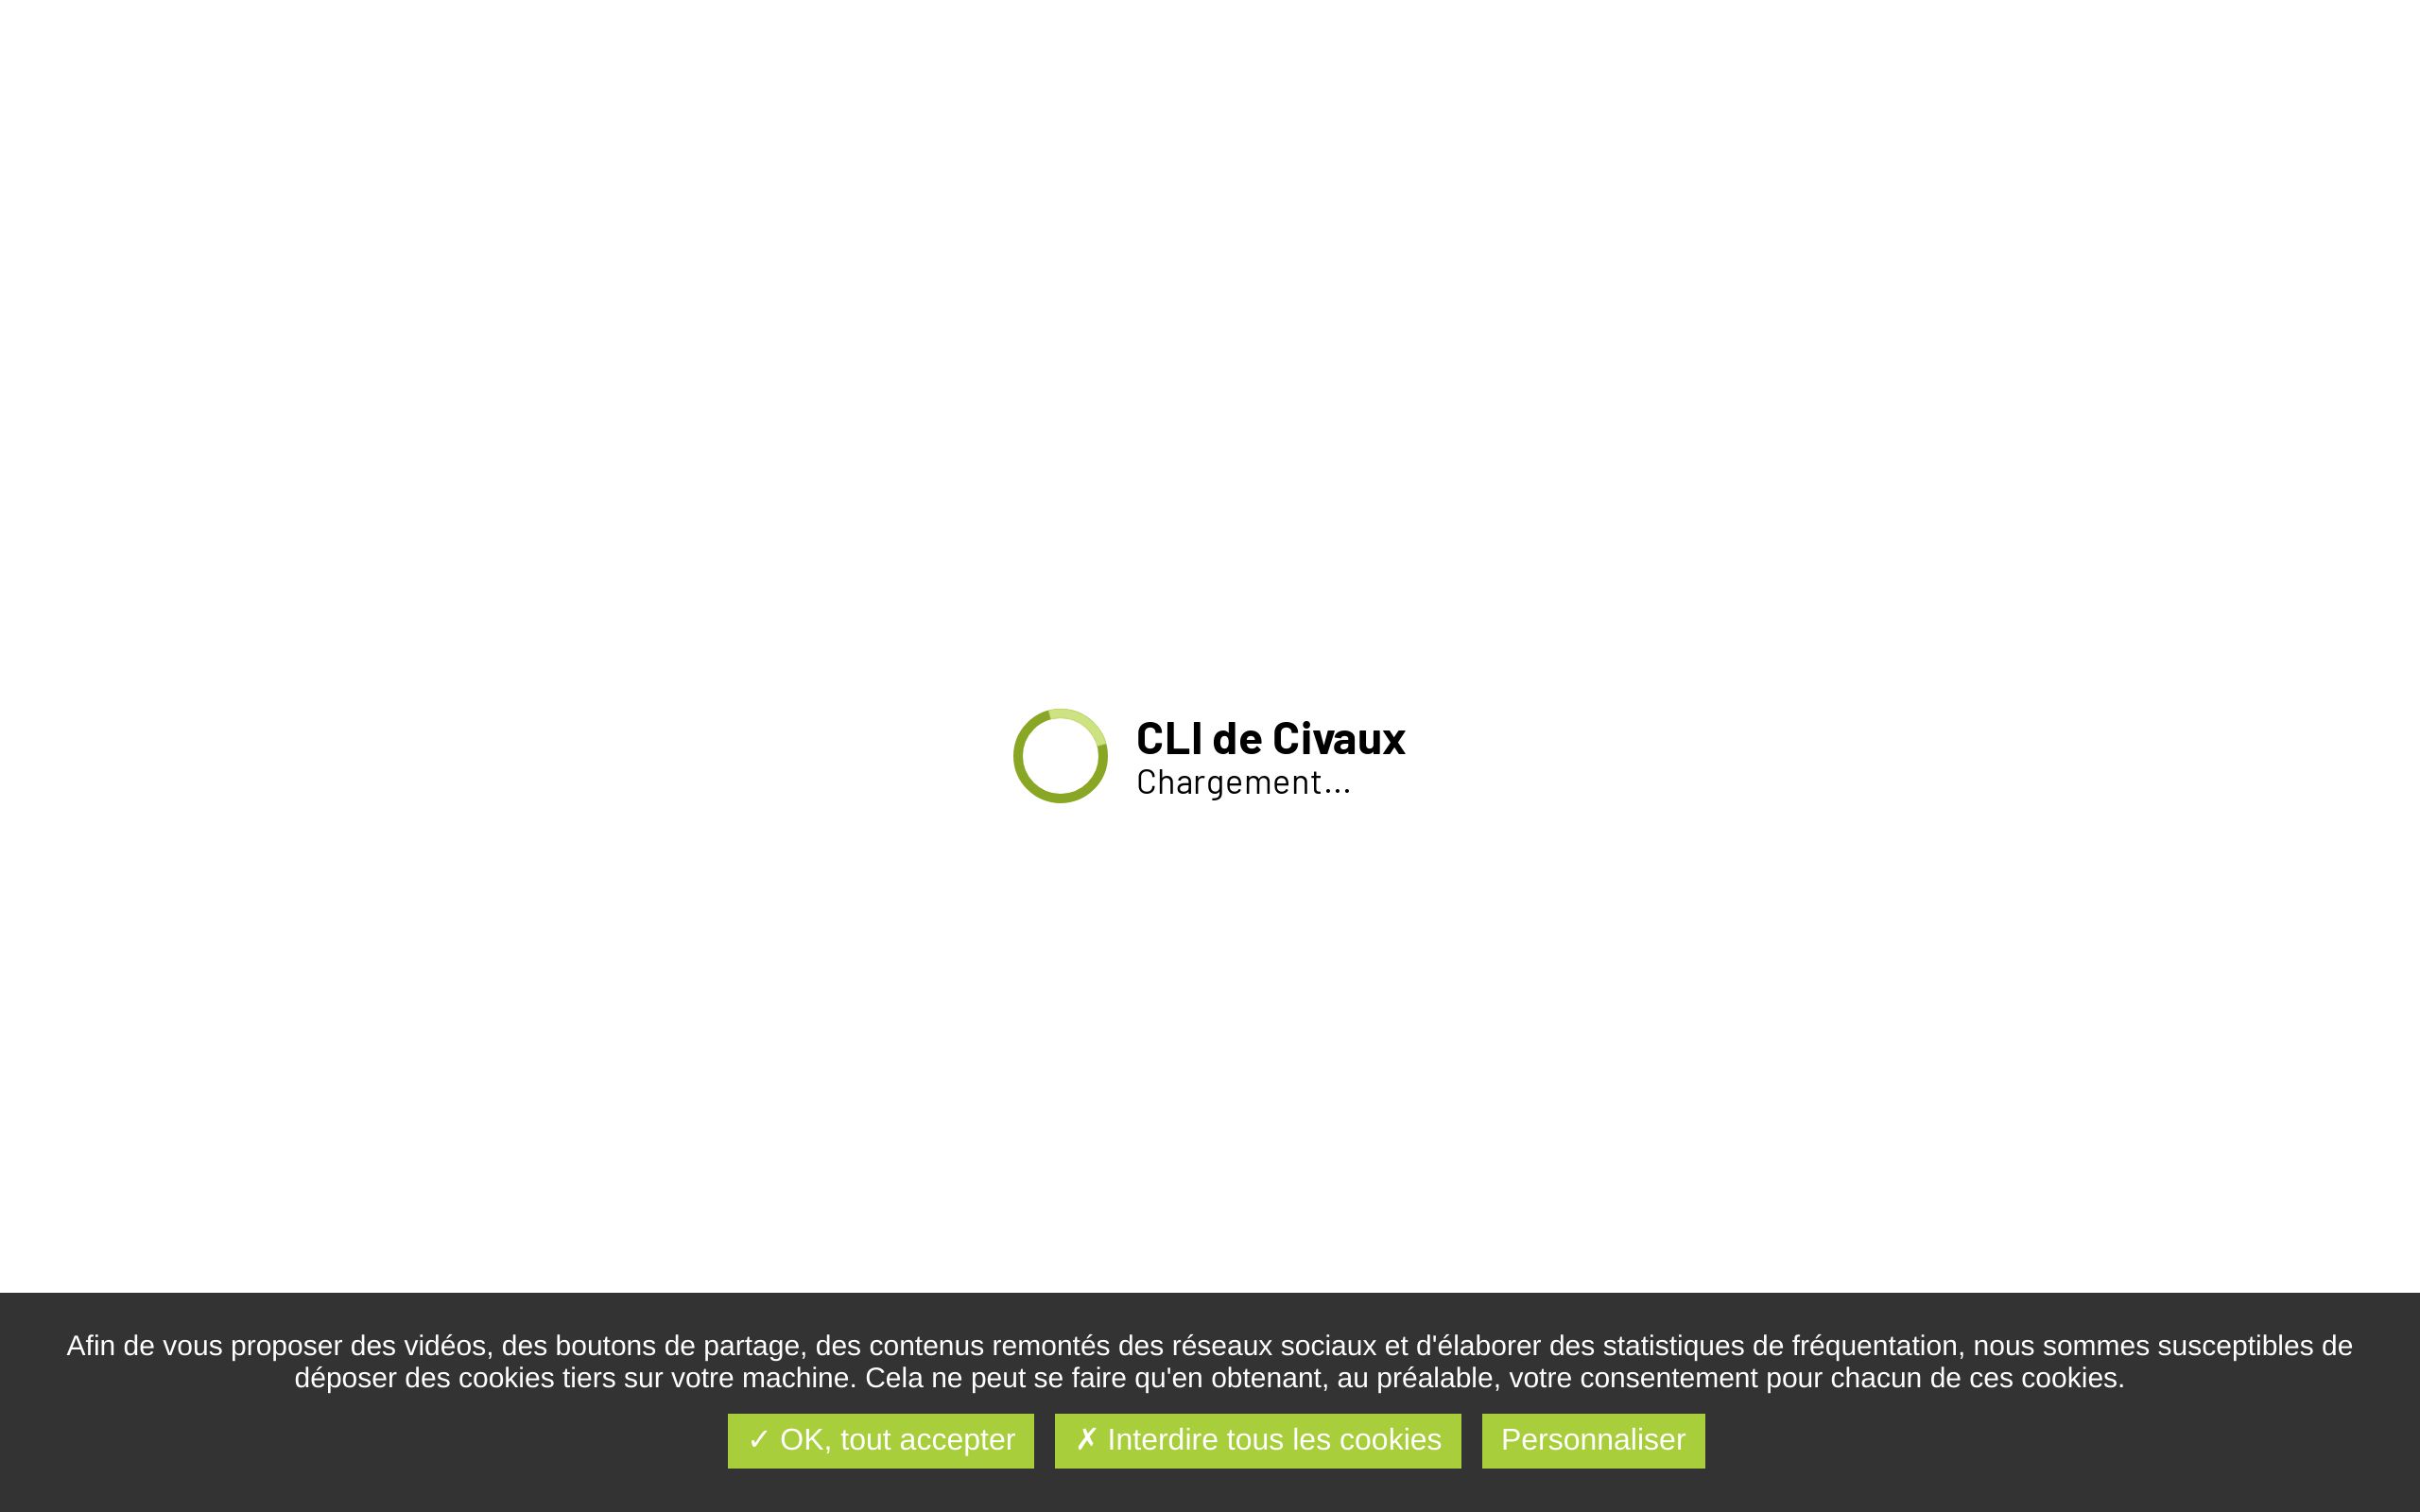 CLI de Civaux
Chargement...
Afin de vous proposer des vidéos, des boutons de partage, des contenus remontés des réseaux sociaux et d'élaborer des statistiques de fréquentation, nous sommes susceptibles de
déposer des cookies tiers sur votre machine. Cela ne peut se faire qu'en obtenant, au préalable, votre consentement pour chacun de ces cookies.
✓ OK, tout accepter ✗ Interdire tous les cookies Personnaliser